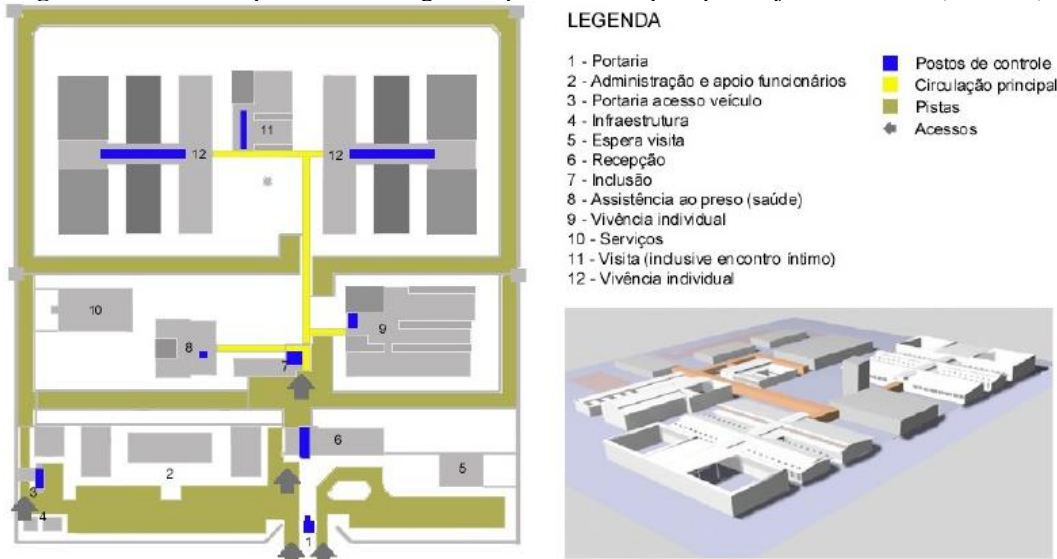 LEGENDA
1 - Portaria
2 - Administração e apoio funcionários
3 - Portaria acesso veículo
4 - Infraestrutura
5 - Espera visita
6 - Recepção
7 - Inclusão
8 - Assistência ao preso (saúde)
9 - Vivência individual
10 - Serviços
11 - Visita (inclusive encontro íntimo)
12 - Vivência individual
Postos de controle
Circulação principal
Pistas
Acessos
11
12
12
10
9
8
7
6
5
2
3
4
1